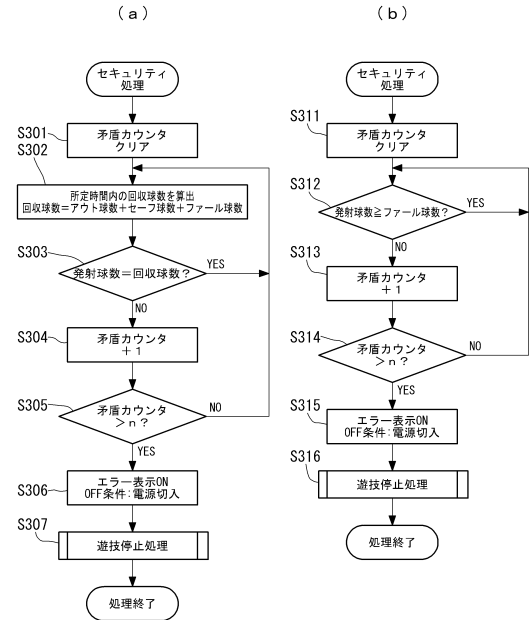 (a)
セキュリティ
処理
S301
矛盾カウンタ
クリア
S302
所定時間内の回収球数を算出
回収球数=アウト球数+セーフ球数+ファール球数
S303
発射球数=回収球数?
YES
NO
S304
矛盾カウンタ
+1
S305
矛盾カウンタ
>n?
NO
YES
S306
エラー表示ON
OFF条件:電源切入
S307
遊技停止処理
処理終了
(b)
セキュリティ
処理
S311
矛盾カウンタ
クリア
S312
発射球数≧ファール球数?
YES
NO
S313
矛盾カウンタ
+1
S314
矛盾カウンタ
>n?
NO
YES
S315
エラー表示ON
OFF条件:電源切入
S316
遊技停止処理
処理終了